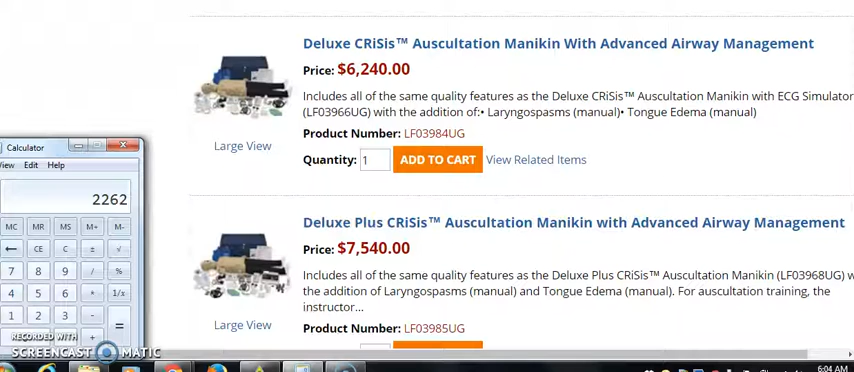 Deluxe CRiSis™ Auscultation Manikin With Advanced Airway Management
Price: $6,240.00
Includes all of the same quality features as the Deluxe CRiSis™ Auscultation Manikin with ECG Simulator
(LF03966UG) with the addition of:• Laryngospasms (manual)• Tongue Edema (manual)
Product Number: LF03984UG
Large View
Quantity: 1 ADD TO CART View Related Items
Calculator
View Edit Help
2262
MC MR MS M+ M-
← CE C ± √
7 8 9 / %
4 5 6 * 1/x
1 2 3 - =
+
Deluxe Plus CRiSis™ Auscultation Manikin with Advanced Airway Management
Price: $7,540.00
Includes all of the same quality features as the Deluxe Plus CRiSis™ Auscultation Manikin (LF03968UG) w
the addition of Laryngospasms (manual) and Tongue Edema (manual). For auscultation training, the
instructor...
Large View
Product Number: LF03985UG
RECORDED WITH
SCREENCAST MATIC
6:04 AM